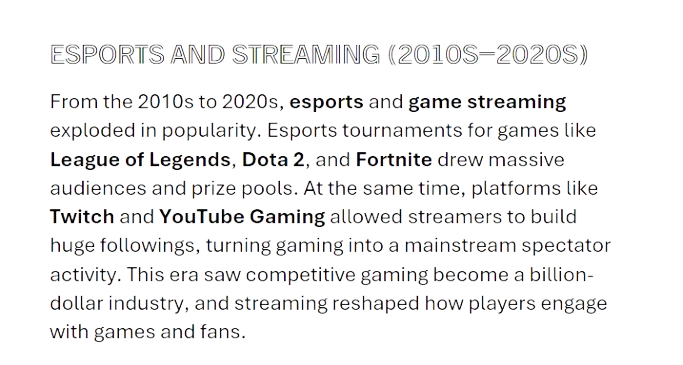 ESPORTS AND STREAMING (2010S–2020S)
From the 2010s to 2020s, esports and game streaming
exploded in popularity. Esports tournaments for games like
League of Legends, Dota 2, and Fortnite drew massive
audiences and prize pools. At the same time, platforms like
Twitch and YouTube Gaming allowed streamers to build
huge followings, turning gaming into a mainstream spectator
activity. This era saw competitive gaming become a billion-
dollar industry, and streaming reshaped how players engage
with games and fans.